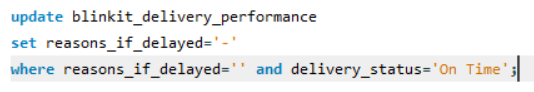 update blinkit_delivery_performance
set reasons_if_delayed='-'
where reasons_if_delayed='' and delivery_status='On Time';